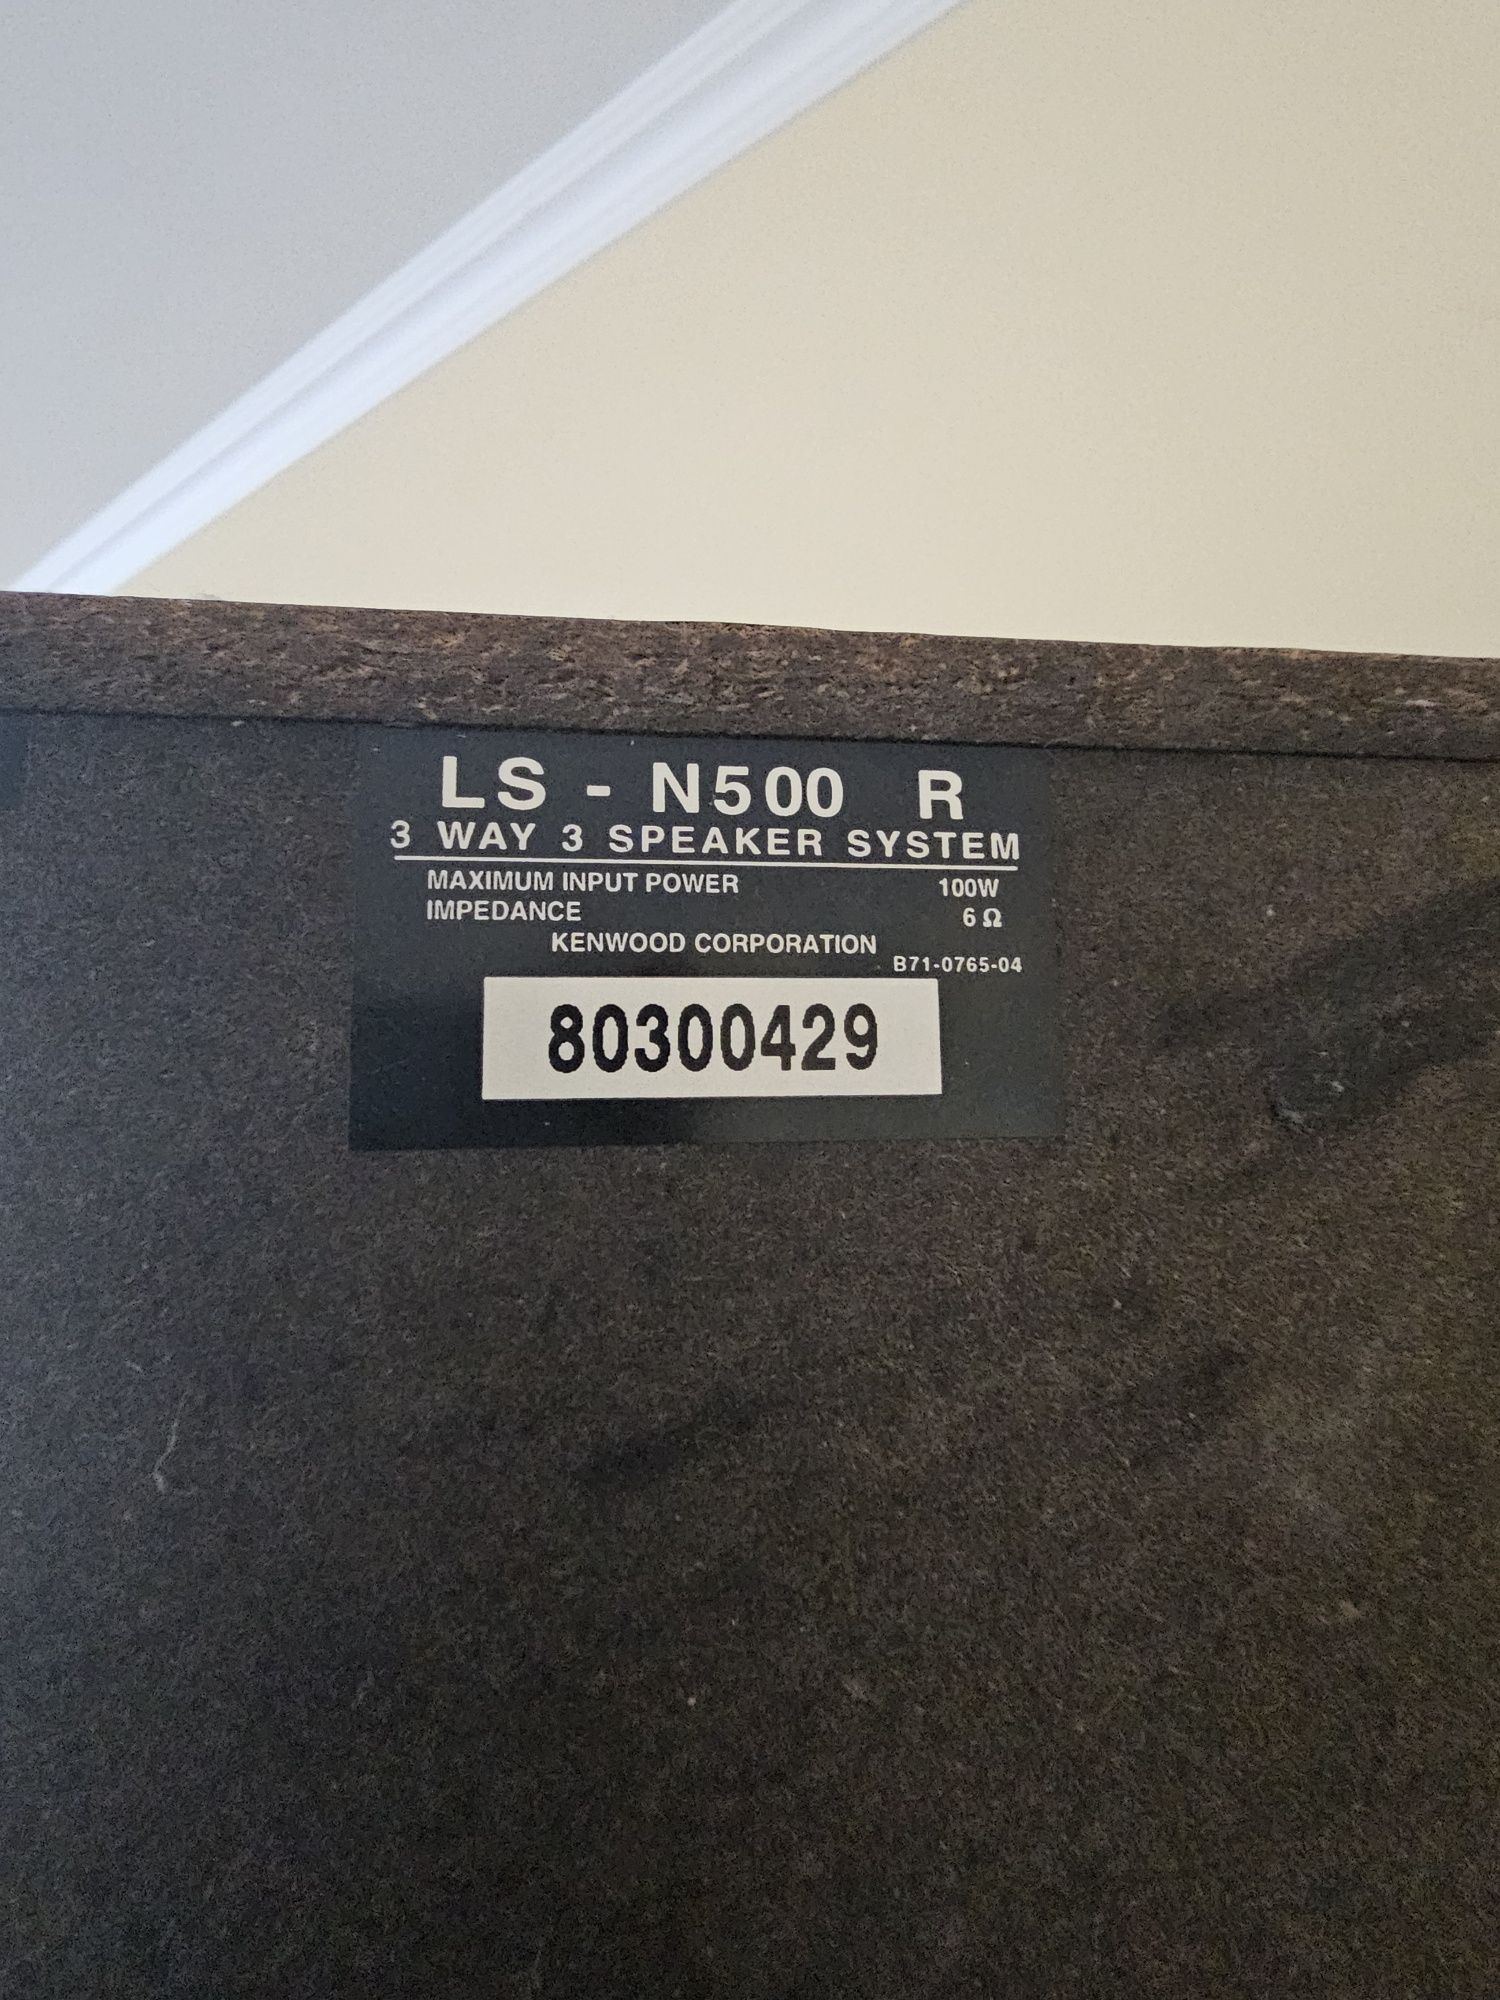 LS - N500 R
3 WAY 3 SPEAKER SYSTEM
MAXIMUM INPUT POWER 100W
IMPEDANCE 6 Ω
KENWOOD CORPORATION
B71-0765-04
80300429